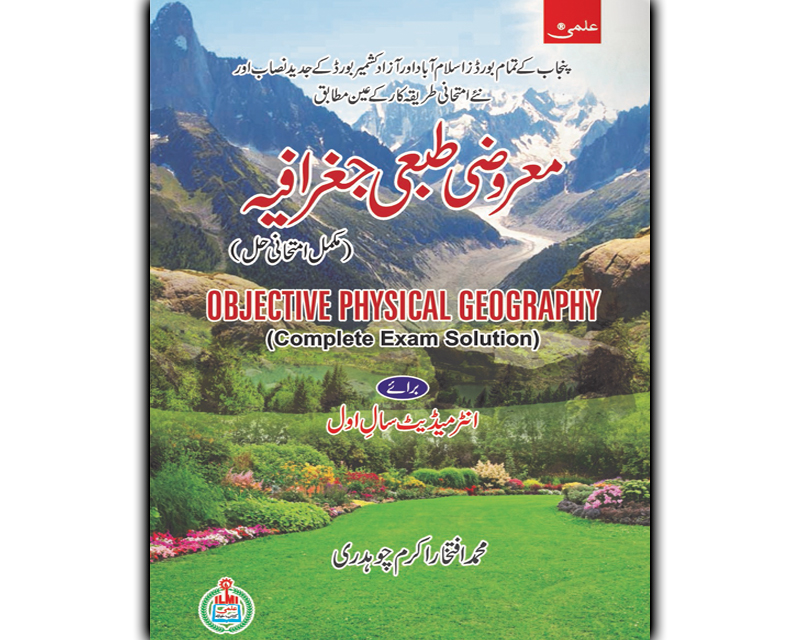 علمی®
پنجاب کے تمام بورڈز اسلام آباد اور آزاد کشمیر بورڈ کے جدید نصاب اور
نئے امتحانی طریقہ کار کے عین مطابق
معروضی طبعی جغرافیہ
(مکمل امتحانی حل)
OBJECTIVE PHYSICAL GEOGRAPHY
(Complete Exam Solution)
برائے
انٹرمیڈیٹ سالِ اول
محمد افتخار اکرم چوہدری
ILMI
علمی